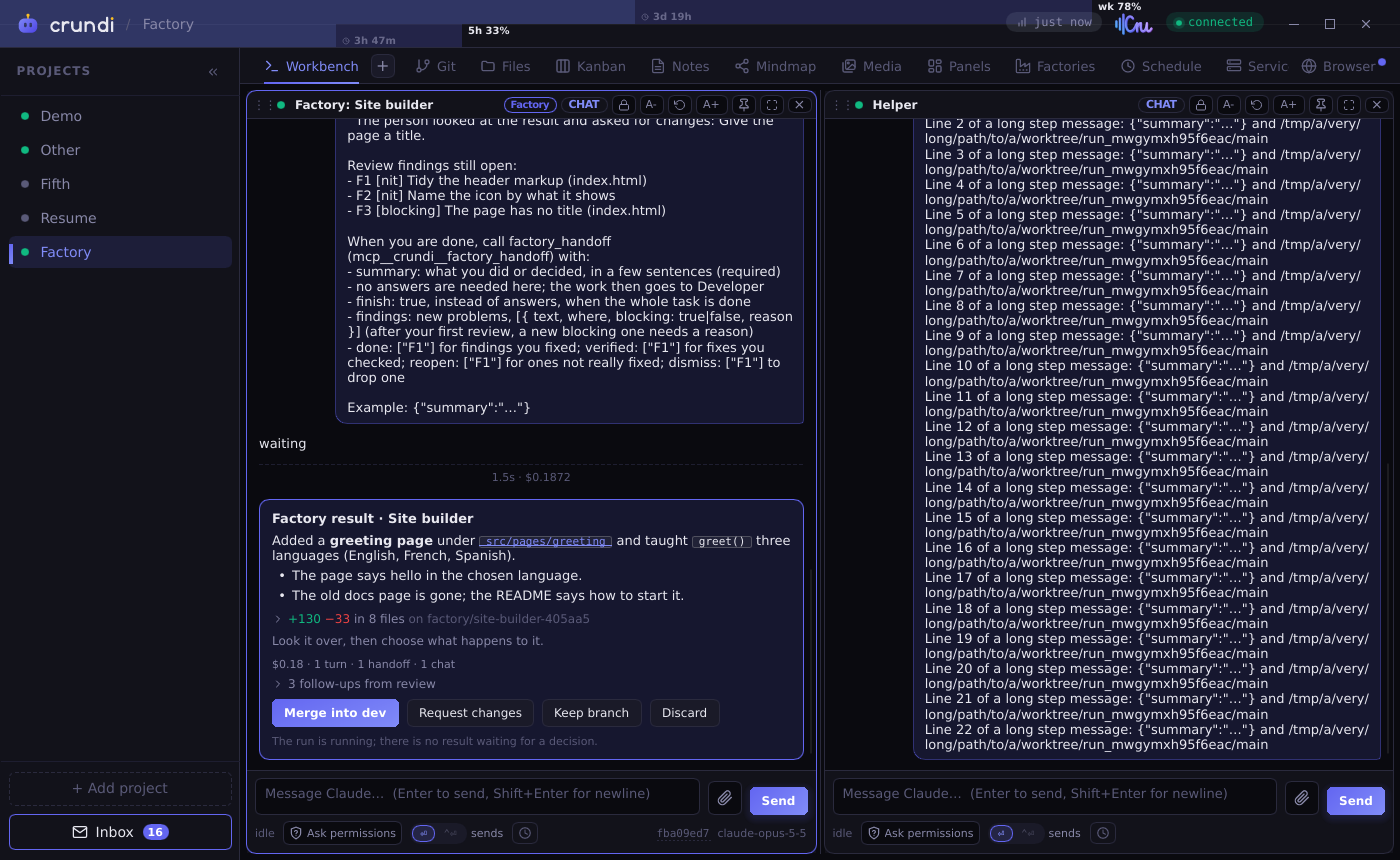 crundi / Factory
3d 19h
3h 47m
5h 33%
just now
wk 78%
Cru
connected
PROJECTS «
Demo
Other
Fifth
Resume
Factory
+ Add project
Inbox 16
Workbench + Git Files Kanban Notes Mindmap Media Panels Factories Schedule Servic Browser
Factory: Site builder Factory CHAT A- A+
The person looked at the result and asked for changes: Give the
page a title.
Review findings still open:
- F1 [nit] Tidy the header markup (index.html)
- F2 [nit] Name the icon by what it shows
- F3 [blocking] The page has no title (index.html)
When you are done, call factory_handoff
(mcp__crundi__factory_handoff) with:
- summary: what you did or decided, in a few sentences (required)
- no answers are needed here; the work then goes to Developer
- finish: true, instead of answers, when the whole task is done
- findings: new problems, [{ text, where, blocking: true|false, reason
}] (after your first review, a new blocking one needs a reason)
- done: ["F1"] for findings you fixed; verified: ["F1"] for fixes you
checked; reopen: ["F1"] for ones not really fixed; dismiss: ["F1"] to
drop one
Example: {"summary":"…"}
waiting
1.5s · $0.1872
Factory result · Site builder
Added a greeting page under src/pages/greeting and taught greet() three
languages (English, French, Spanish).
• The page says hello in the chosen language.
• The old docs page is gone; the README says how to start it.
+130 −33 in 8 files on factory/site-builder-405aa5
Look it over, then choose what happens to it.
$0.18 · 1 turn · 1 handoff · 1 chat
3 follow-ups from review
Merge into dev Request changes Keep branch Discard
The run is running; there is no result waiting for a decision.
Message Claude… (Enter to send, Shift+Enter for newline)
Send
idle Ask permissions sends fba09ed7 claude-opus-5-5
Helper CHAT A- A+
Line 2 of a long step message: {"summary":"…"} and /tmp/a/very/
long/path/to/a/worktree/run_mwgymxh95f6eac/main
Line 3 of a long step message: {"summary":"…"} and /tmp/a/very/
long/path/to/a/worktree/run_mwgymxh95f6eac/main
Line 4 of a long step message: {"summary":"…"} and /tmp/a/very/
long/path/to/a/worktree/run_mwgymxh95f6eac/main
Line 5 of a long step message: {"summary":"…"} and /tmp/a/very/
long/path/to/a/worktree/run_mwgymxh95f6eac/main
Line 6 of a long step message: {"summary":"…"} and /tmp/a/very/
long/path/to/a/worktree/run_mwgymxh95f6eac/main
Line 7 of a long step message: {"summary":"…"} and /tmp/a/very/
long/path/to/a/worktree/run_mwgymxh95f6eac/main
Line 8 of a long step message: {"summary":"…"} and /tmp/a/very/
long/path/to/a/worktree/run_mwgymxh95f6eac/main
Line 9 of a long step message: {"summary":"…"} and /tmp/a/very/
long/path/to/a/worktree/run_mwgymxh95f6eac/main
Line 10 of a long step message: {"summary":"…"} and /tmp/a/very/
long/path/to/a/worktree/run_mwgymxh95f6eac/main
Line 11 of a long step message: {"summary":"…"} and /tmp/a/very/
long/path/to/a/worktree/run_mwgymxh95f6eac/main
Line 12 of a long step message: {"summary":"…"} and /tmp/a/very/
long/path/to/a/worktree/run_mwgymxh95f6eac/main
Line 13 of a long step message: {"summary":"…"} and /tmp/a/very/
long/path/to/a/worktree/run_mwgymxh95f6eac/main
Line 14 of a long step message: {"summary":"…"} and /tmp/a/very/
long/path/to/a/worktree/run_mwgymxh95f6eac/main
Line 15 of a long step message: {"summary":"…"} and /tmp/a/very/
long/path/to/a/worktree/run_mwgymxh95f6eac/main
Line 16 of a long step message: {"summary":"…"} and /tmp/a/very/
long/path/to/a/worktree/run_mwgymxh95f6eac/main
Line 17 of a long step message: {"summary":"…"} and /tmp/a/very/
long/path/to/a/worktree/run_mwgymxh95f6eac/main
Line 18 of a long step message: {"summary":"…"} and /tmp/a/very/
long/path/to/a/worktree/run_mwgymxh95f6eac/main
Line 19 of a long step message: {"summary":"…"} and /tmp/a/very/
long/path/to/a/worktree/run_mwgymxh95f6eac/main
Line 20 of a long step message: {"summary":"…"} and /tmp/a/very/
long/path/to/a/worktree/run_mwgymxh95f6eac/main
Line 21 of a long step message: {"summary":"…"} and /tmp/a/very/
long/path/to/a/worktree/run_mwgymxh95f6eac/main
Line 22 of a long step message: {"summary":"…"} and /tmp/a/very/
long/path/to/a/worktree/run_mwgymxh95f6eac/main
Message Claude… (Enter to send, Shift+Enter for newline)
Send
idle Ask permissions sends